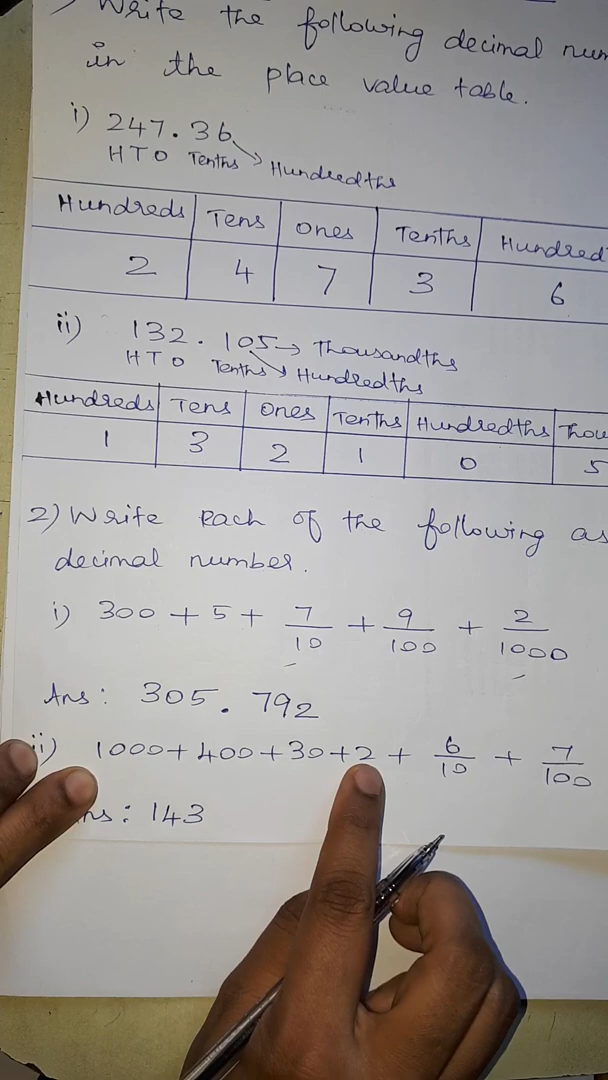 Write the following decimal
in the place value table.
i) 247.36
HTO Tenths Hundredths
Hundreds Tens Ones Tenths Hundred
2 4 7 3 6
ii) 132.105 → Thousandths
HTO Tenths Hundredths
Hundreds Tens Ones Tenths Hundredths Thou
1 3 2 1 0 5
2) Write Each of the following as
decimal number.
i) 300 + 5 + 7/10 + 9/100 + 2/1000
Ans: 305.792
ii) 1000 + 400 + 30 + 2 + 6/10 + 7/100
ns: 143